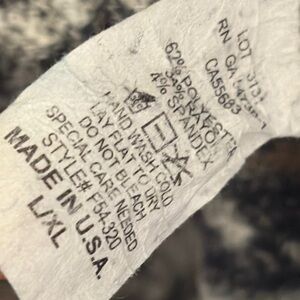 LOT 3737
RN
CA55683
62% POLYESTER
34% RAYON
4% SPANDEX
HAND WASH COLD
LAY FLAT TO DRY
DO NOT BLEACH
SPECIAL CARE NEEDED
STYLE# F54-320
MADE IN U.S.A.
L/XL